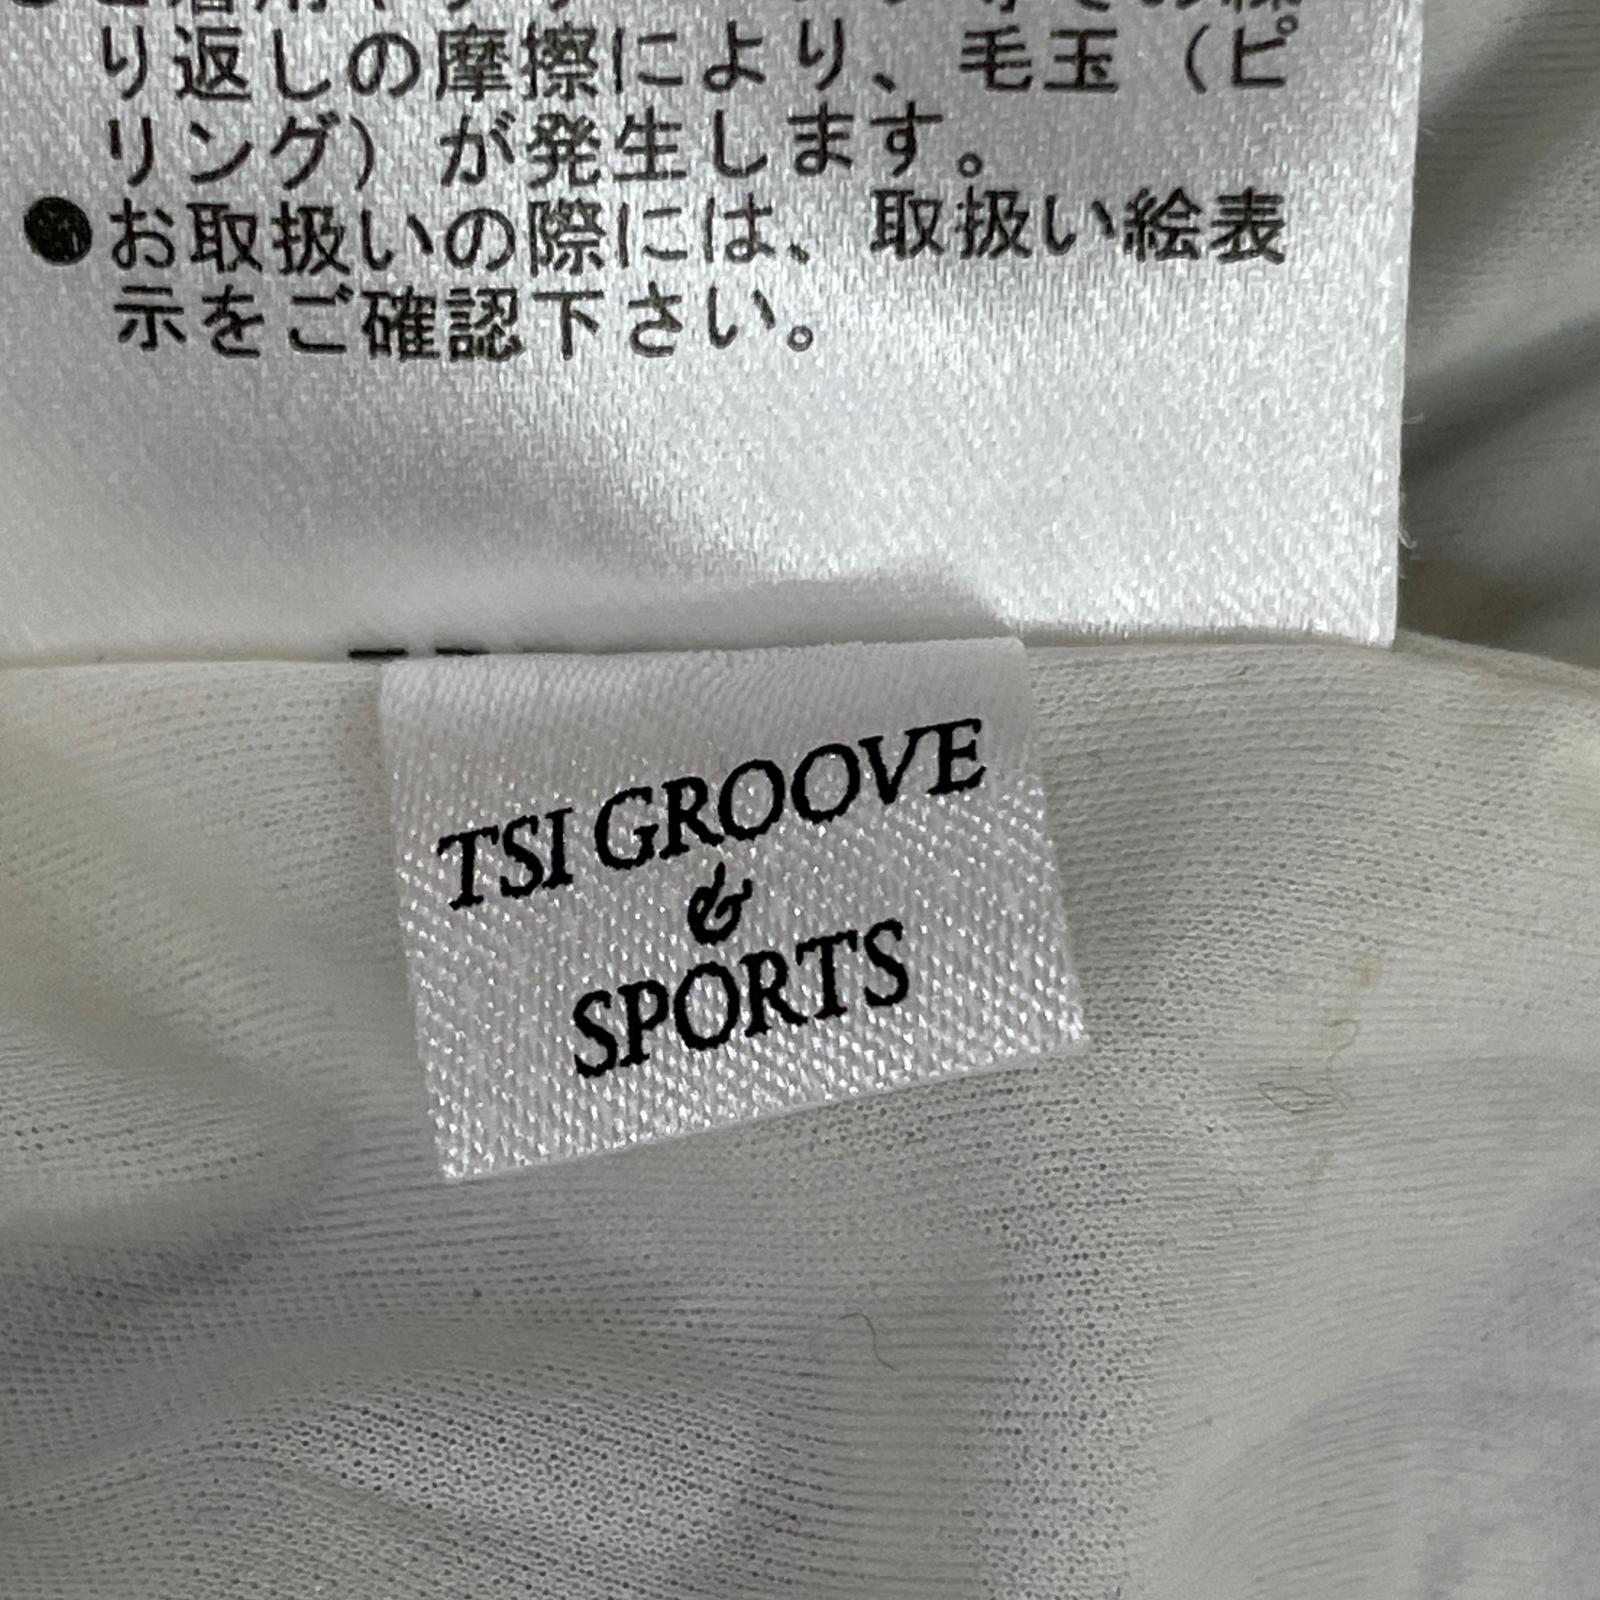 り返しの摩擦により、毛玉（ピ
リング）が発生します。
●お取扱いの際には、取扱い絵表
示をご確認下さい。
TSI GROOVE
&
SPORTS